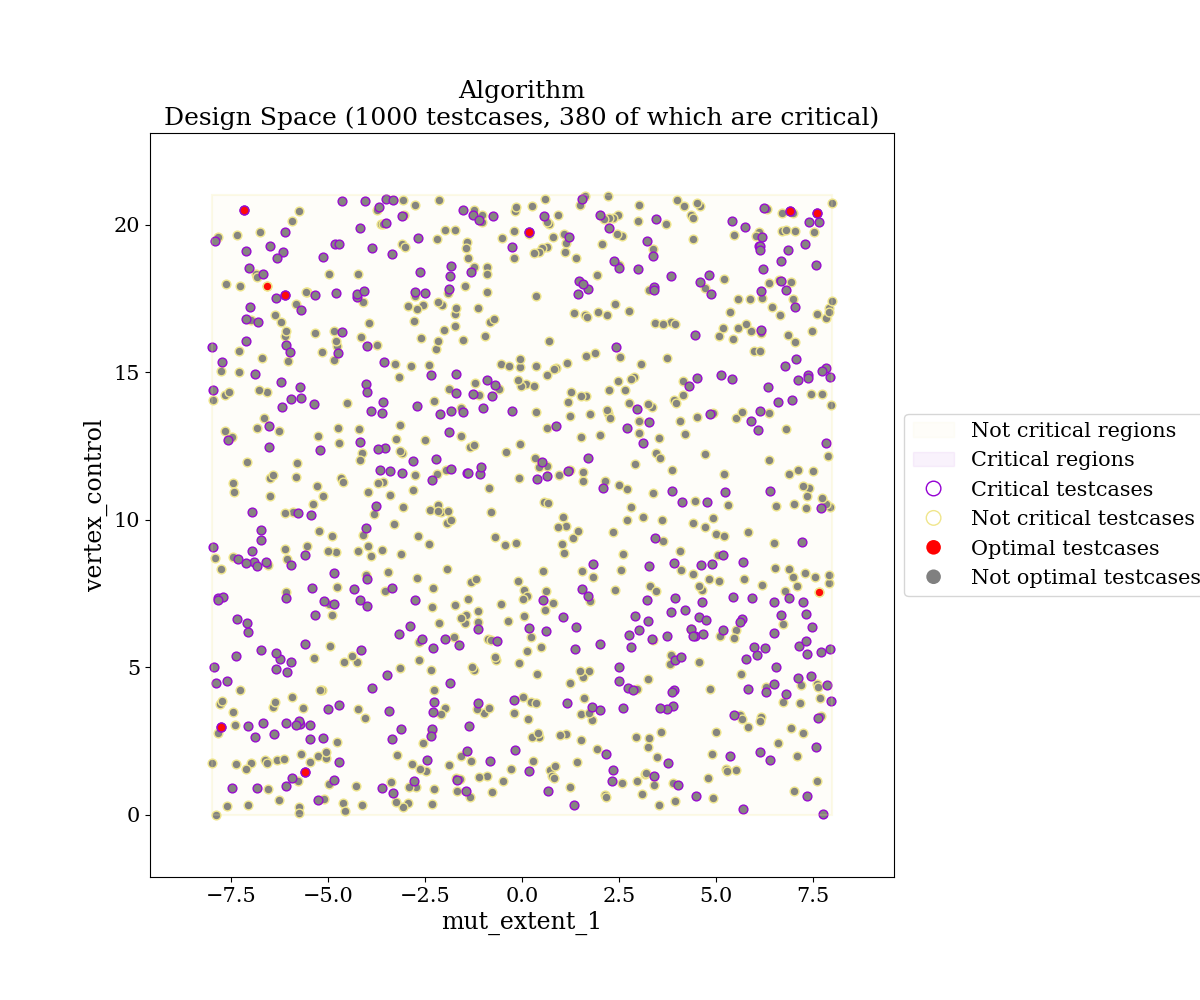 Algorithm
Design Space (1000 testcases, 380 of which are critical)
vertex_control
20
15
10
5
0
−7.5
−5.0
−2.5
0.0
2.5
5.0
7.5
mut_extent_1
Not critical regions
Critical regions
Critical testcases
Not critical testcases
Optimal testcases
Not optimal testcases